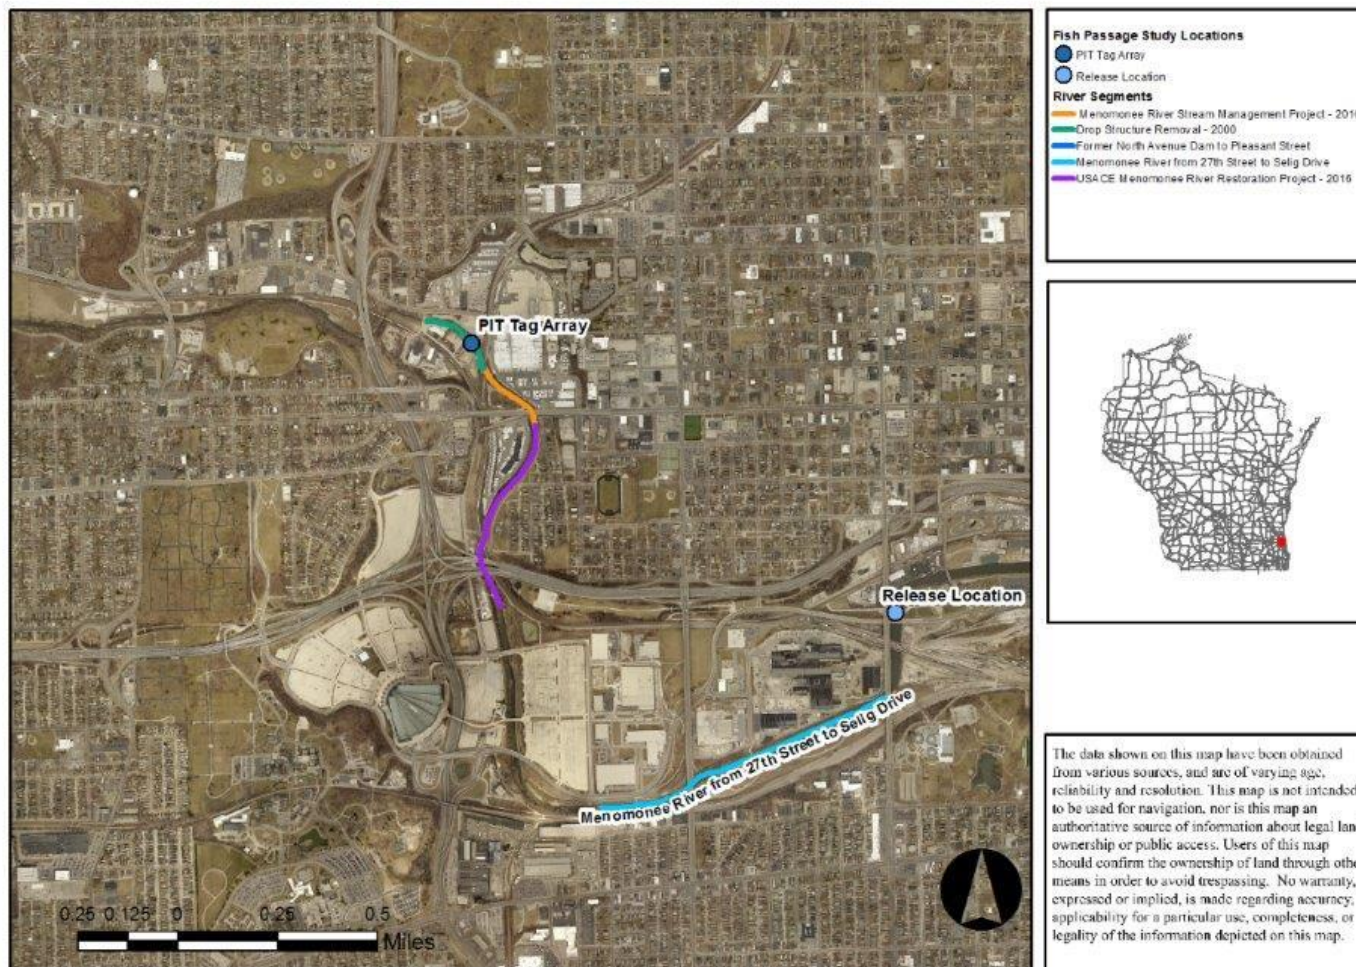 Fish Passage Study Locations
PIT Tag Array
Release Location
River Segments
Menomonee River Stream Management Project - 201
Drop Structure Removal - 2000
Former North Avenue Dam to Pleasant Street
Menomonee River from 27th Street to Selig Drive
USACE Menomonee River Restoration Project - 2016
PIT Tag Array
Release Location
Menomonee River from 27th Street to Selig Drive
0.25 0.125 0 0.25 0.5
Miles
The data shown on this map have been obtained
from various sources, and are of varying age,
reliability and resolution. This map is not intended
to be used for navigation, nor is this map an
authoritative source of information about legal lan
ownership or public access. Users of this map
should confirm the ownership of land through othe
means in order to avoid trespassing. No warranty,
expressed or implied, is made regarding accuracy,
applicability for a particular use, completeness, or
legality of the information depicted on this map.